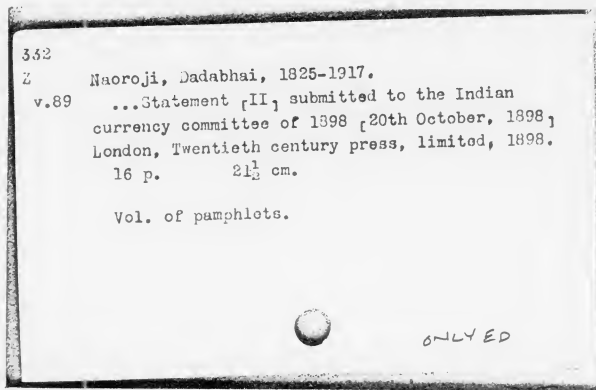 332
Z Naoroji, Dadabhai, 1825-1917.
v.89 ...Statement [II] submitted to the Indian
currency committee of 1898 [20th October, 1898]
London, Twentieth century press, limited, 1898.
16 p. 21½ cm.
Vol. of pamphlets.
ONLY ED